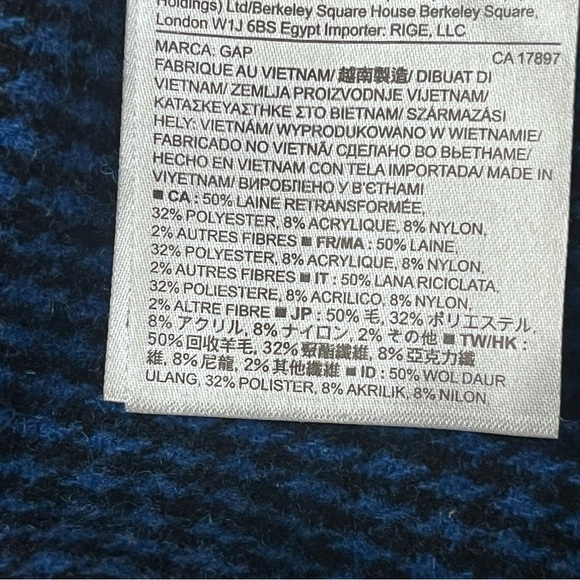 Holdings) Ltd/Berkeley Square House Berkeley Square,
London W1J 6BS Egypt Importer: RIGE, LLC
MARCA: GAP CA 17897
FABRIQUE AU VIETNAM/ 越南製造/ DIBUAT DI
VIETNAM/ ZEMLJA PROIZVODNJE VIJETNAM/
ΚΑΤΑΣΚΕΥΑΣΤΗΚΕ ΣΤΟ ΒΙΕΤΝΑΜ/ SZÁRMAZÁSI
HELY: VIETNÁM/ WYPRODUKOWANO W WIETNAMIE/
FABRICADO NO VIETNÃ/ СДЕЛАНО ВО ВЬЕТНАМЕ/
HECHO EN VIETNAM CON TELA IMPORTADA/ MADE IN
VIYETNAM/ ВИРОБЛЕНО У В'ЄТНАМІ
■ CA : 50% LAINE RETRANSFORMÉE,
32% POLYESTER, 8% ACRYLIQUE, 8% NYLON,
2% AUTRES FIBRES ■ FR/MA : 50% LAINE,
32% POLYESTER, 8% ACRYLIQUE, 8% NYLON,
2% AUTRES FIBRES ■ IT : 50% LANA RICICLATA,
32% POLIESTERE, 8% ACRILICO, 8% NYLON,
2% ALTRE FIBRE ■ JP : 50% 毛, 32% ポリエステル,
8% アクリル, 8% ナイロン, 2% その他 ■ TW/HK :
50% 回收羊毛, 32% 聚酯纖維, 8% 亞克力纖
維, 8% 尼龍, 2% 其他纖維 ■ ID : 50% WOL DAUR
ULANG, 32% POLISTER, 8% AKRILIK, 8% NILON,